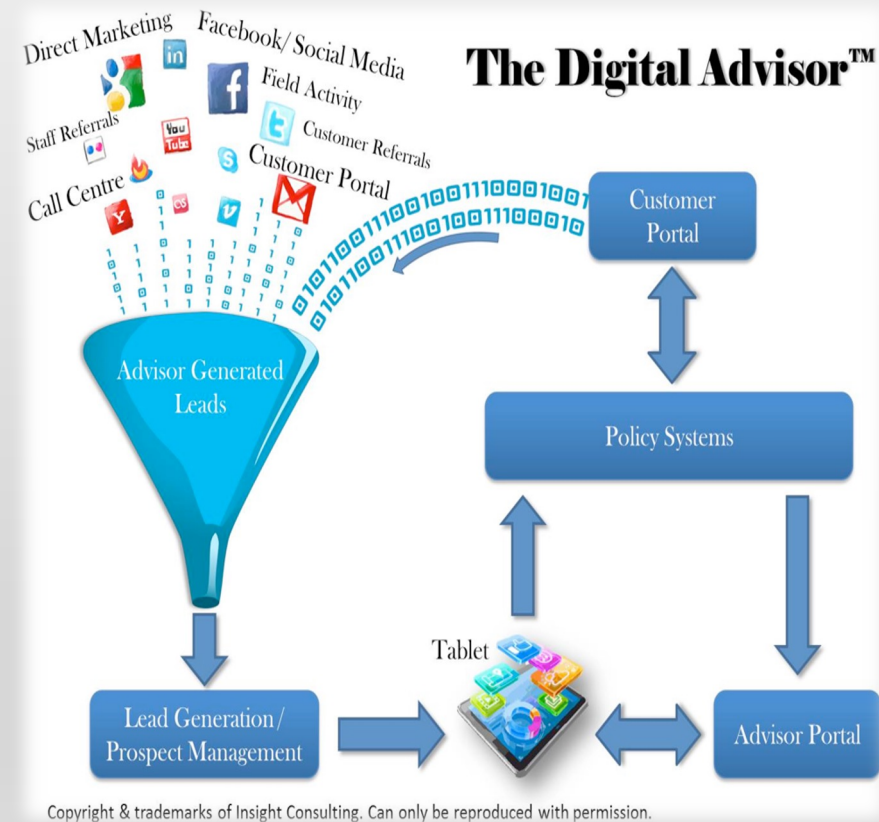 The Digital Advisor™
Direct Marketing
Facebook/Social Media
in
f
Field Activity
Staff Referrals
You
Tube
t
Customer Referrals
S
Customer Portal
Call Centre
Y
v
0101100111001001110001001
Customer
Portal
Advisor Generated
Leads
Policy Systems
Tablet
Lead Generation/
Prospect Management
Advisor Portal
Copyright & trademarks of Insight Consulting. Can only be reproduced with permission.